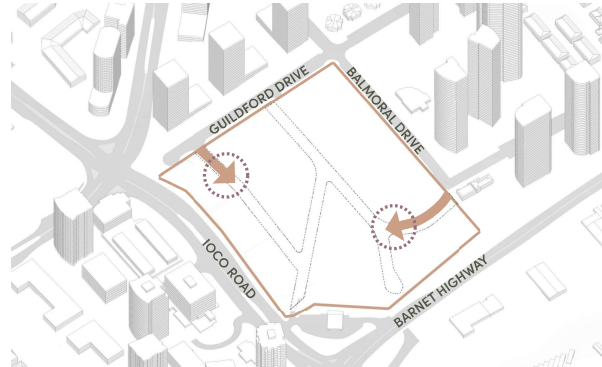 GUILDFORD DRIVE
BALMORAL DRIVE
IOCO ROAD
BARNET HIGHWAY